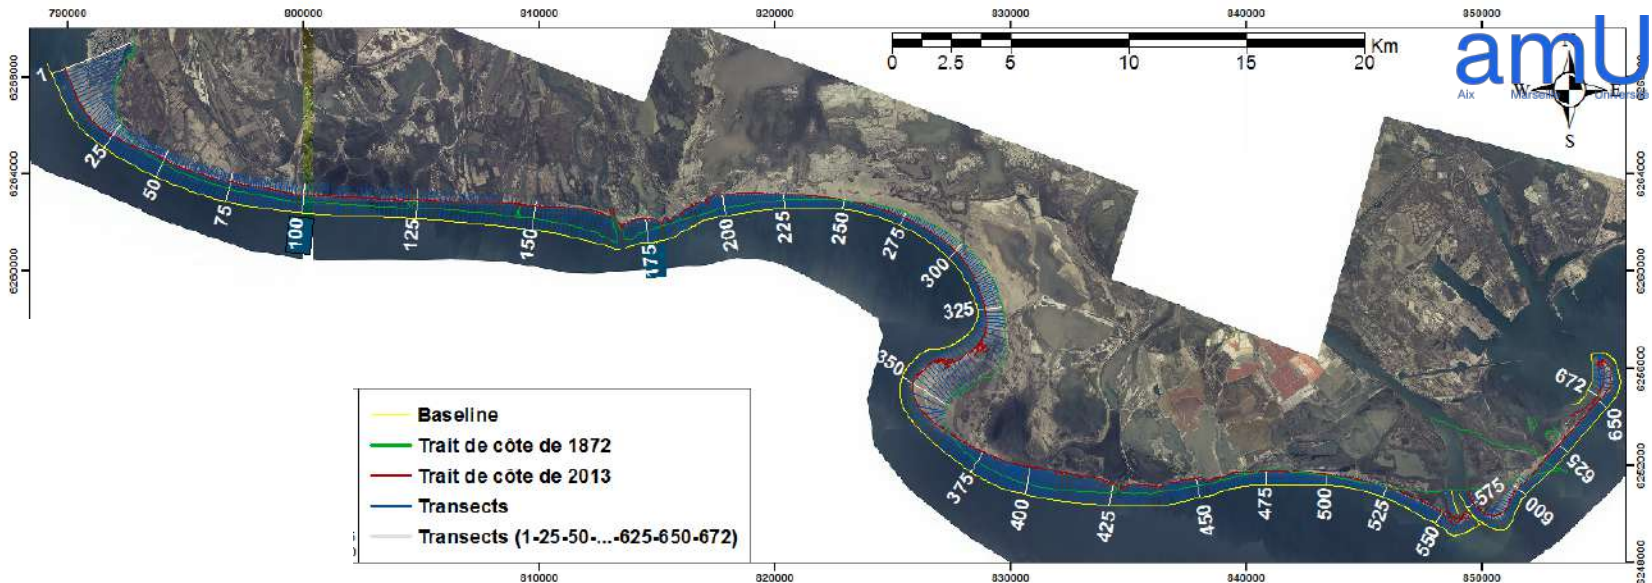 790000 800000 810000 820000 830000 840000 850000
amU
Aix Marseille Université
N
W E
S
0 2.5 5 10 15 20 Km
6268000 6264000 6260000
6264000 6260000 6256000 6252000 6248000
1 25 50 75 100 125 150 175 200 225 250 275 300 325 350 375 400 425 450 475 500 525 550 575 600 625 650 672
Baseline
Trait de côte de 1872
Trait de côte de 2013
Transects
Transects (1-25-50-...-625-650-672)
810000 820000 830000 840000 850000